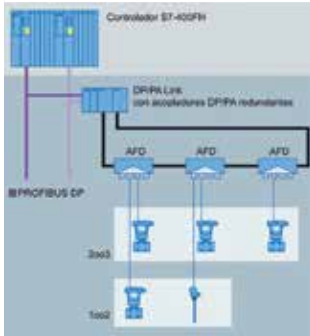 Controlador S7-400FH
DP/PA Link
con acopladores DP/PA redundantes
AFD AFD AFD
PROFIBUS DP
2oo3
1oo2